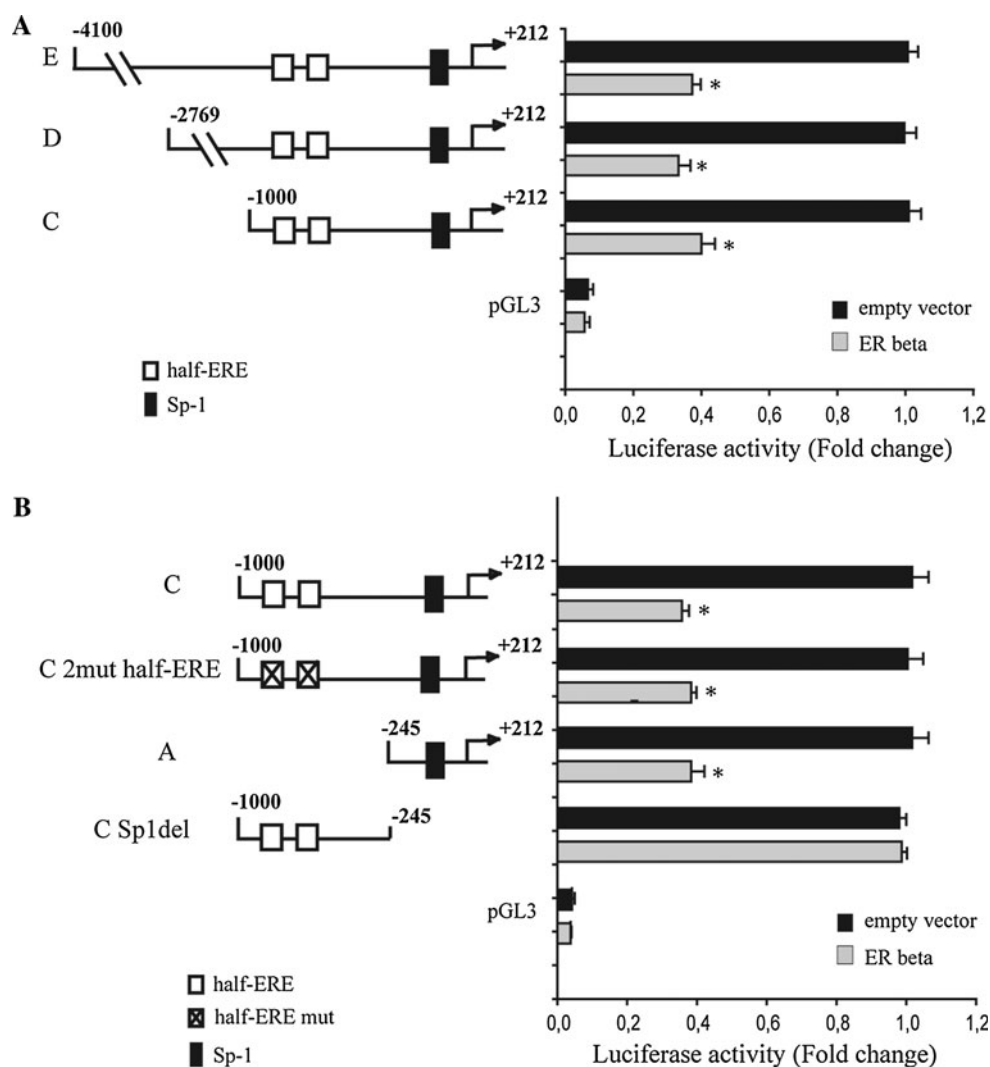 A
E
-4100
+212
*
D
-2769
+212
*
C
-1000
+212
*
pGL3
empty vector
ER beta
half-ERE
Sp-1
0,0 0,2 0,4 0,6 0,8 1,0 1,2
Luciferase activity (Fold change)
B
C
-1000
+212
*
C 2mut half-ERE
-1000
+212
*
A
-245
+212
*
C Sp1del
-1000
-245
pGL3
empty vector
ER beta
half-ERE
half-ERE mut
Sp-1
0,0 0,2 0,4 0,6 0,8 1,0 1,2
Luciferase activity (Fold change)